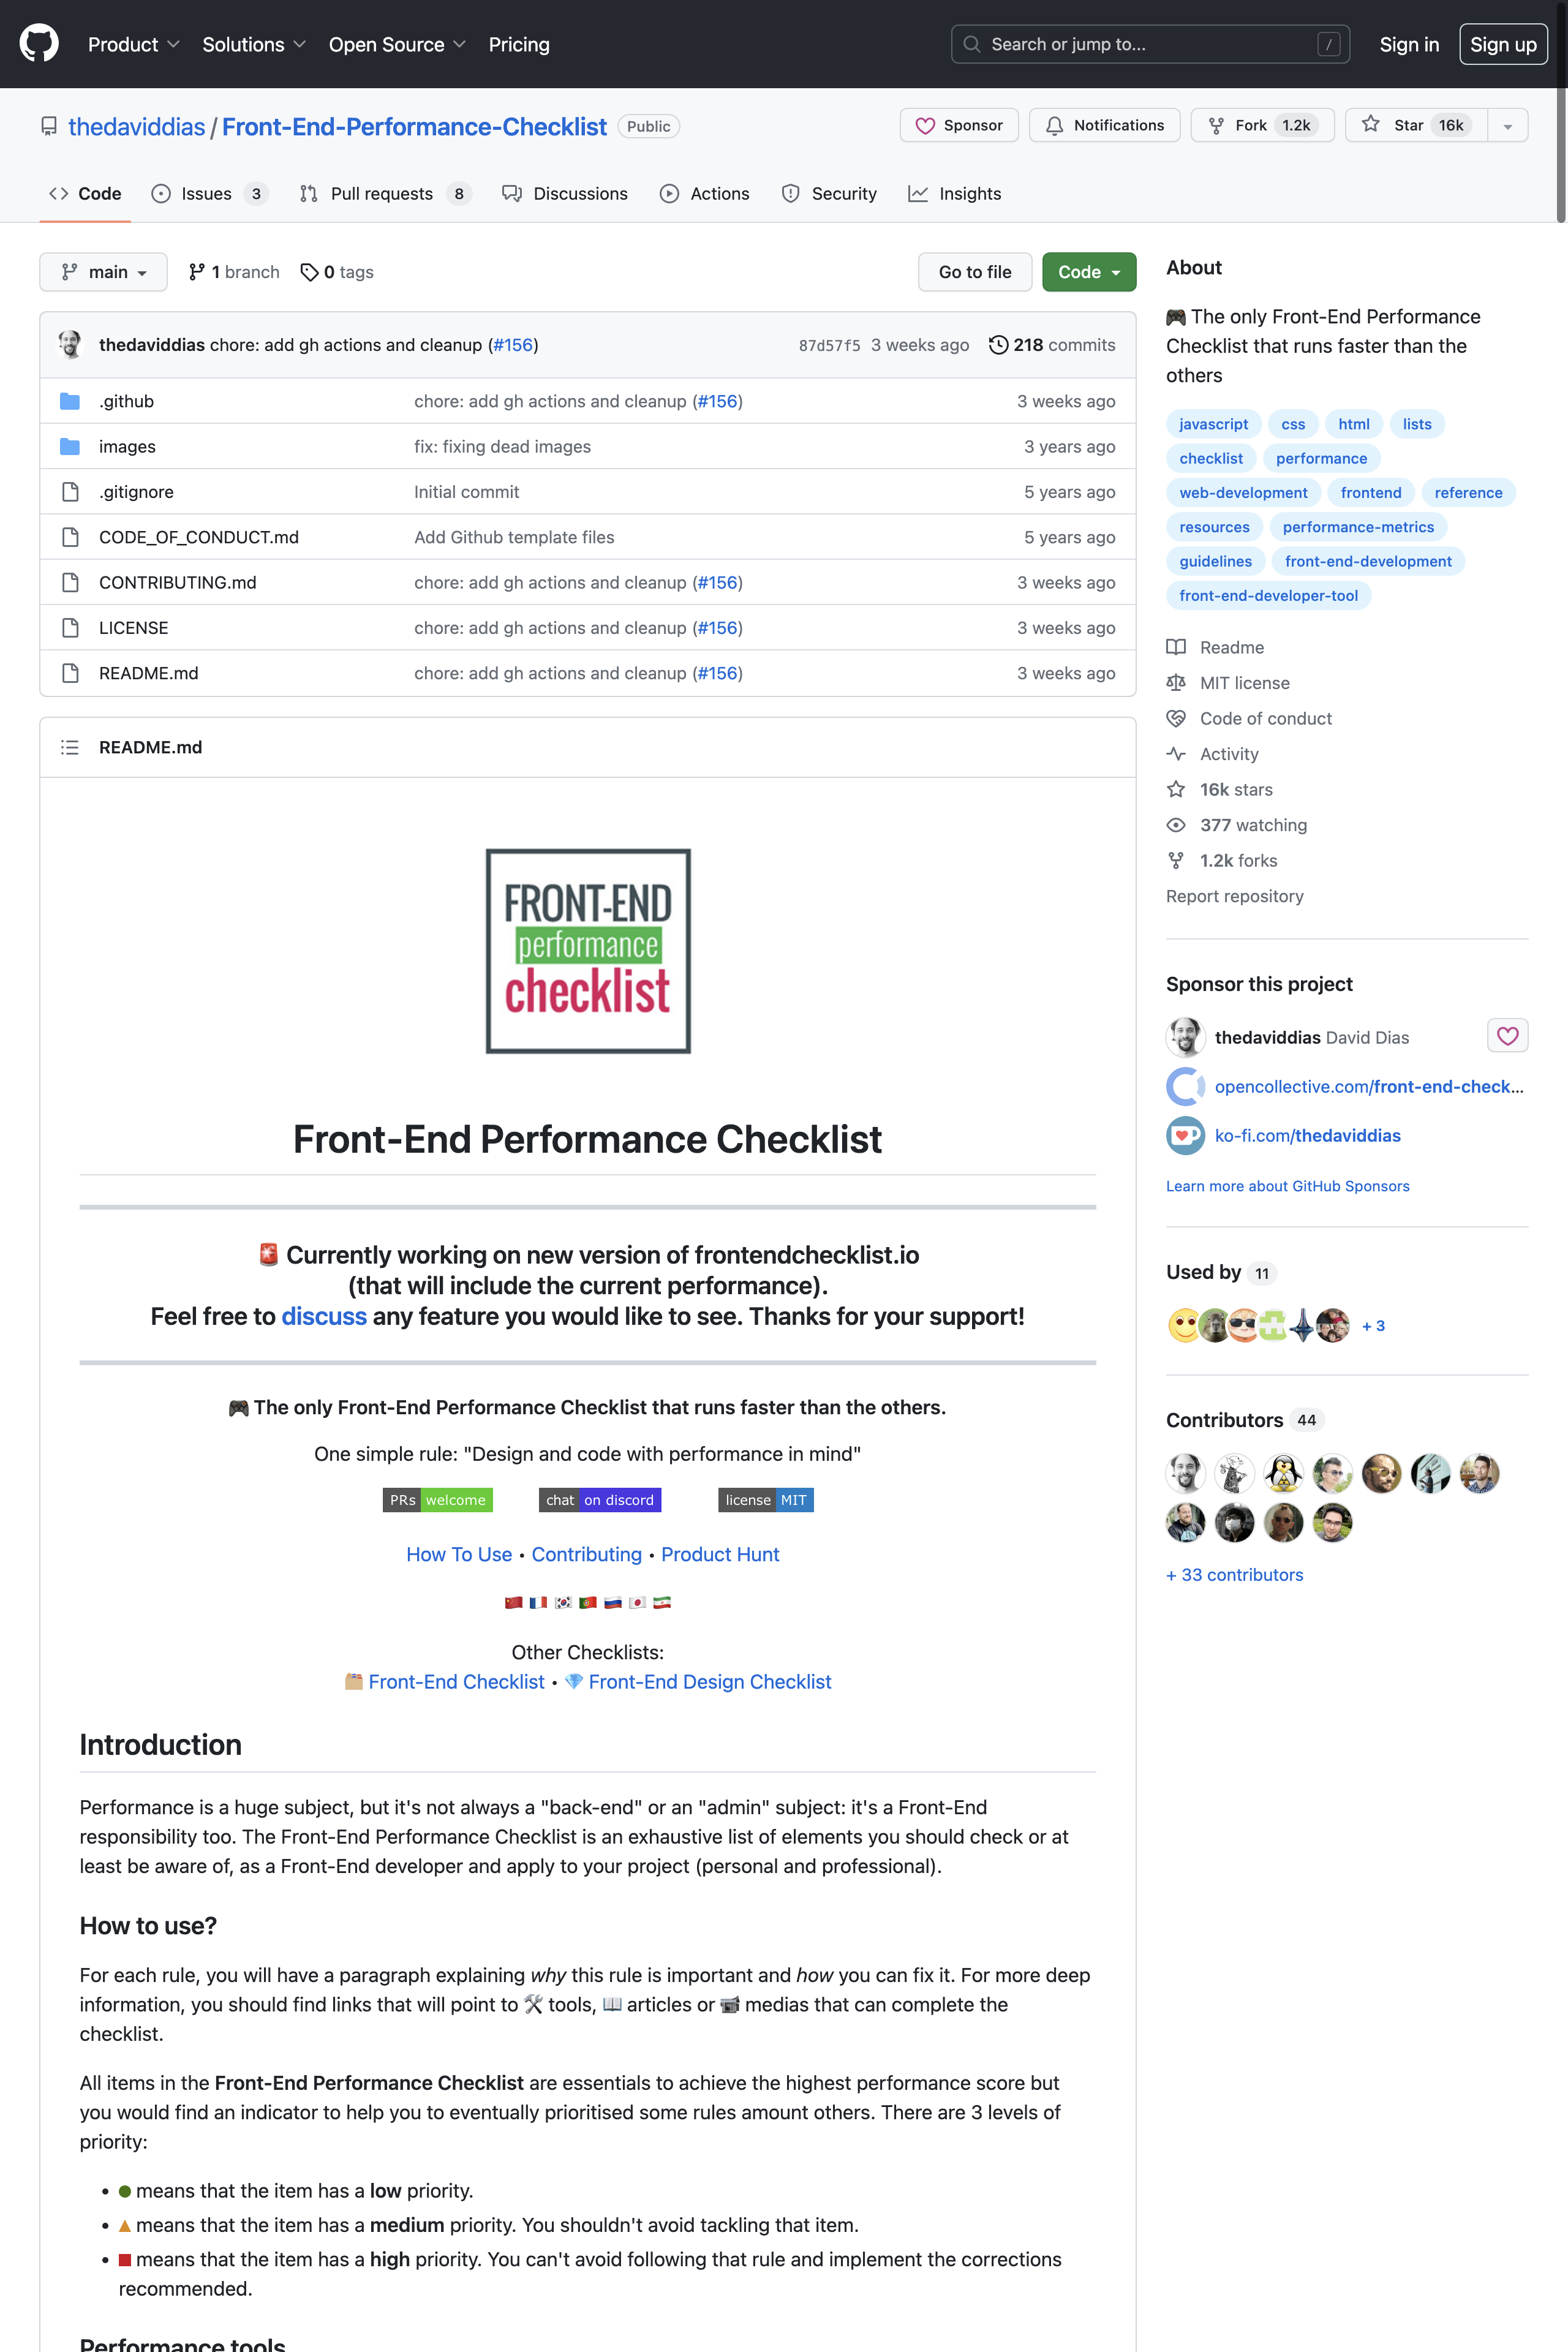 Product Solutions Open Source Pricing Search or jump to... / Sign in Sign up
thedaviddias / Front-End-Performance-Checklist Public Sponsor Notifications Fork 1.2k Star 16k
Code Issues 3 Pull requests 8 Discussions Actions Security Insights
main 1 branch 0 tags Go to file Code
thedaviddias chore: add gh actions and cleanup (#156) 87d57f5 3 weeks ago 218 commits
.github chore: add gh actions and cleanup (#156) 3 weeks ago
images fix: fixing dead images 3 years ago
.gitignore Initial commit 5 years ago
CODE_OF_CONDUCT.md Add Github template files 5 years ago
CONTRIBUTING.md chore: add gh actions and cleanup (#156) 3 weeks ago
LICENSE chore: add gh actions and cleanup (#156) 3 weeks ago
README.md chore: add gh actions and cleanup (#156) 3 weeks ago
README.md
FRONT-END
performance
checklist
Front-End Performance Checklist
🚨 Currently working on new version of frontendchecklist.io
(that will include the current performance).
Feel free to discuss any feature you would like to see. Thanks for your support!
🎮 The only Front-End Performance Checklist that runs faster than the others.
One simple rule: "Design and code with performance in mind"
PRs welcome chat on discord license MIT
How To Use • Contributing • Product Hunt
🇨🇳 🇫🇷 🇰🇷 🇵🇹 🇷🇺 🇯🇵 🇮🇷
Other Checklists:
🗂 Front-End Checklist • 💎 Front-End Design Checklist
Introduction
Performance is a huge subject, but it's not always a "back-end" or an "admin" subject: it's a Front-End
responsibility too. The Front-End Performance Checklist is an exhaustive list of elements you should check or at
least be aware of, as a Front-End developer and apply to your project (personal and professional).
How to use?
For each rule, you will have a paragraph explaining why this rule is important and how you can fix it. For more deep
information, you should find links that will point to 🛠 tools, 📖 articles or 📹 medias that can complete the
checklist.
All items in the Front-End Performance Checklist are essentials to achieve the highest performance score but
you would find an indicator to help you to eventually prioritised some rules amount others. There are 3 levels of
priority:
• means that the item has a low priority.
• means that the item has a medium priority. You shouldn't avoid tackling that item.
• means that the item has a high priority. You can't avoid following that rule and implement the corrections
recommended.
Performance tools
About
🎮 The only Front-End Performance
Checklist that runs faster than the
others
javascript css html lists
checklist performance
web-development frontend reference
resources performance-metrics
guidelines front-end-development
front-end-developer-tool
Readme
MIT license
Code of conduct
Activity
16k stars
377 watching
1.2k forks
Report repository
Sponsor this project
thedaviddias David Dias
opencollective.com/front-end-check...
ko-fi.com/thedaviddias
Learn more about GitHub Sponsors
Used by 11
+ 3
Contributors 44
+ 33 contributors